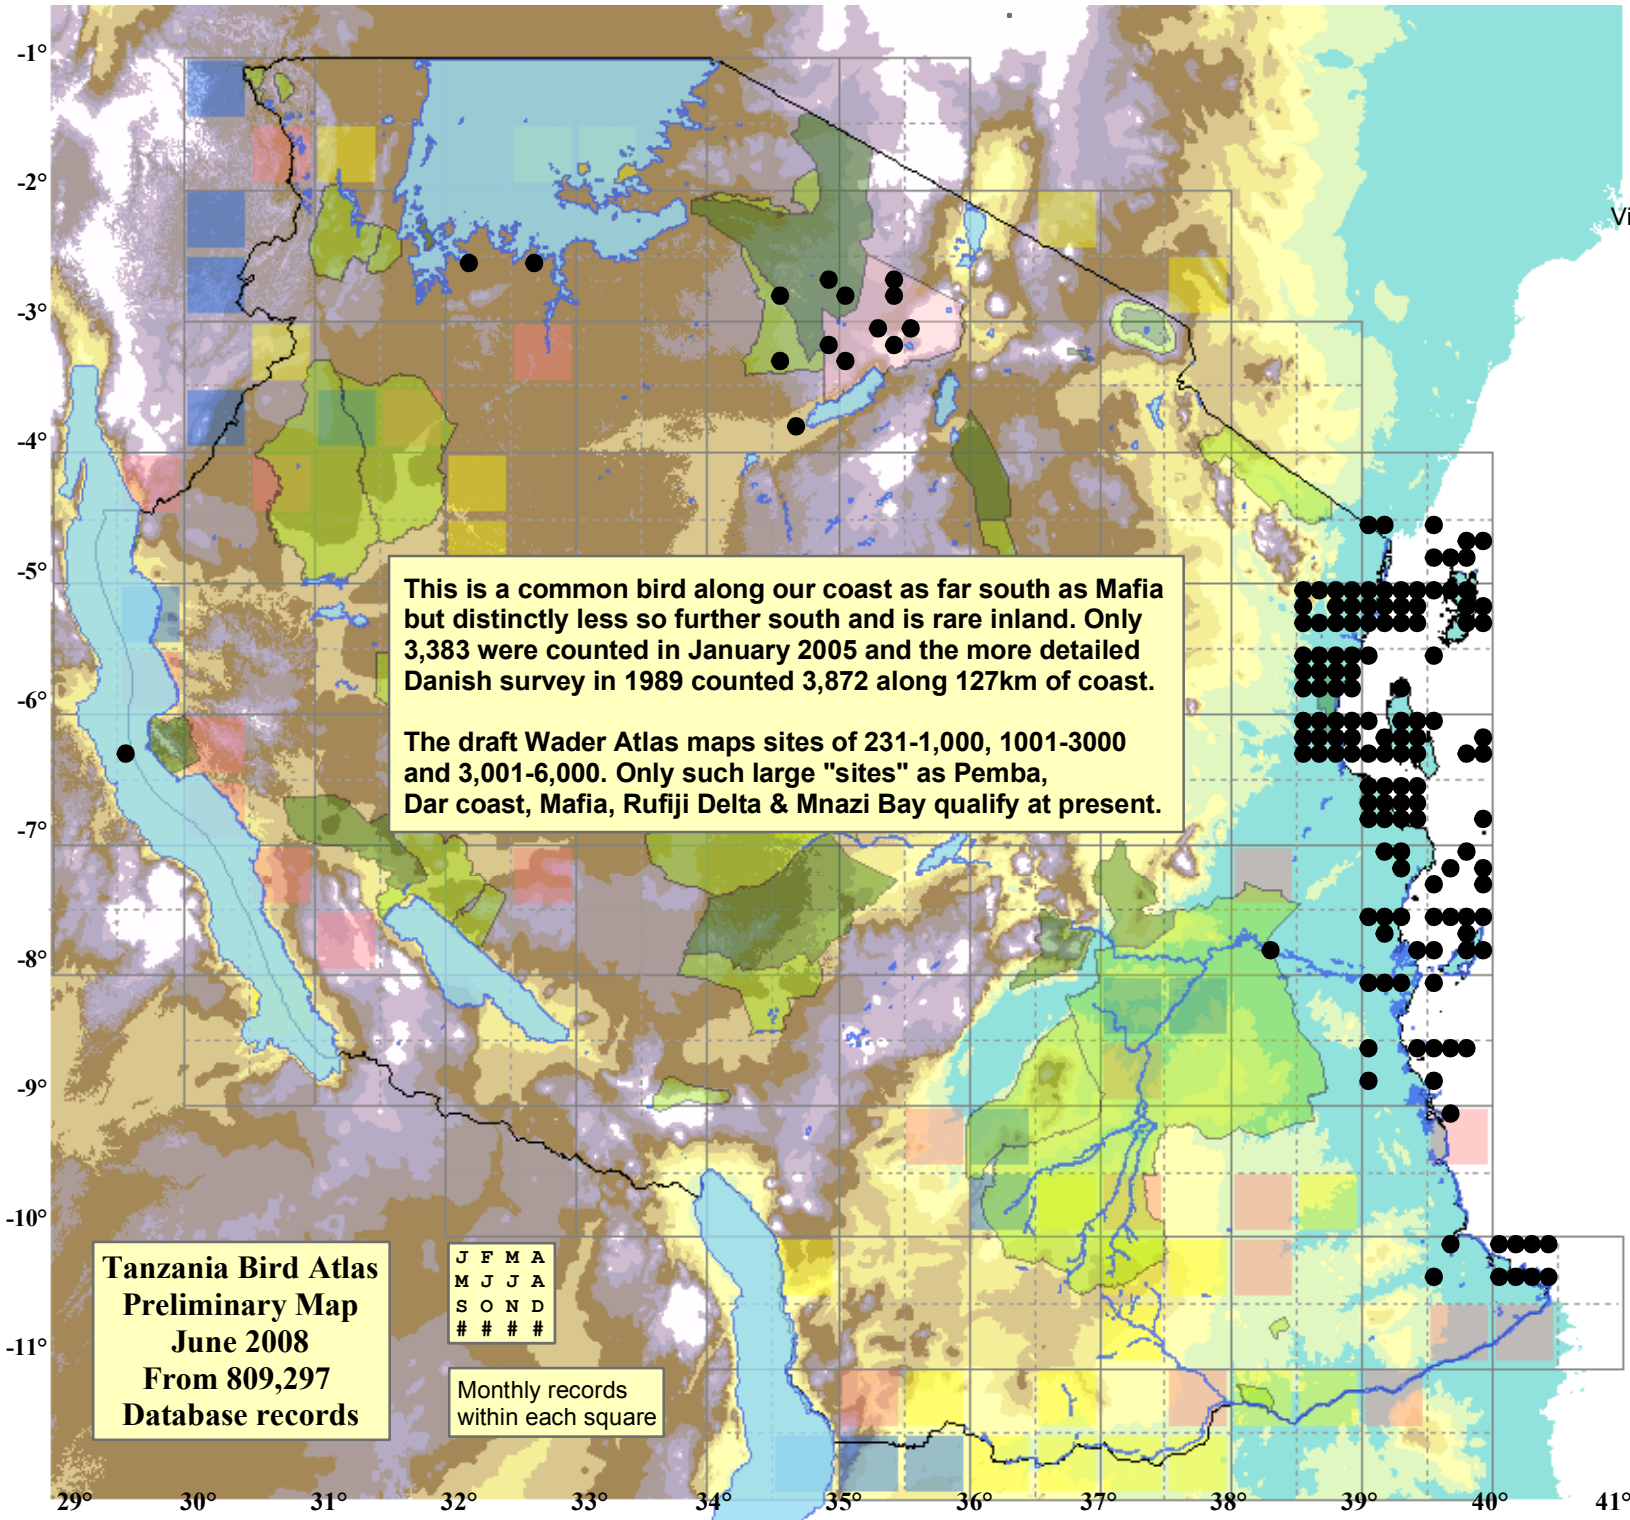 -1°
-2°
Vi
-3°
-4°
-5°
This is a common bird along our coast as far south as Mafia
but distinctly less so further south and is rare inland. Only
3,383 were counted in January 2005 and the more detailed
Danish survey in 1989 counted 3,872 along 127km of coast.
-6°
The draft Wader Atlas maps sites of 231-1,000, 1001-3000
and 3,001-6,000. Only such large "sites" as Pemba,
Dar coast, Mafia, Rufiji Delta & Mnazi Bay qualify at present.
-7°
-8°
-9°
-10°
Tanzania Bird Atlas
Preliminary Map
June 2008
From 809,297
Database records
J F M A
M J J A
S O N D
# # # #
-11°
Monthly records
within each square
29° 30° 31° 32° 33° 34° 35° 36° 37° 38° 39° 40° 41°